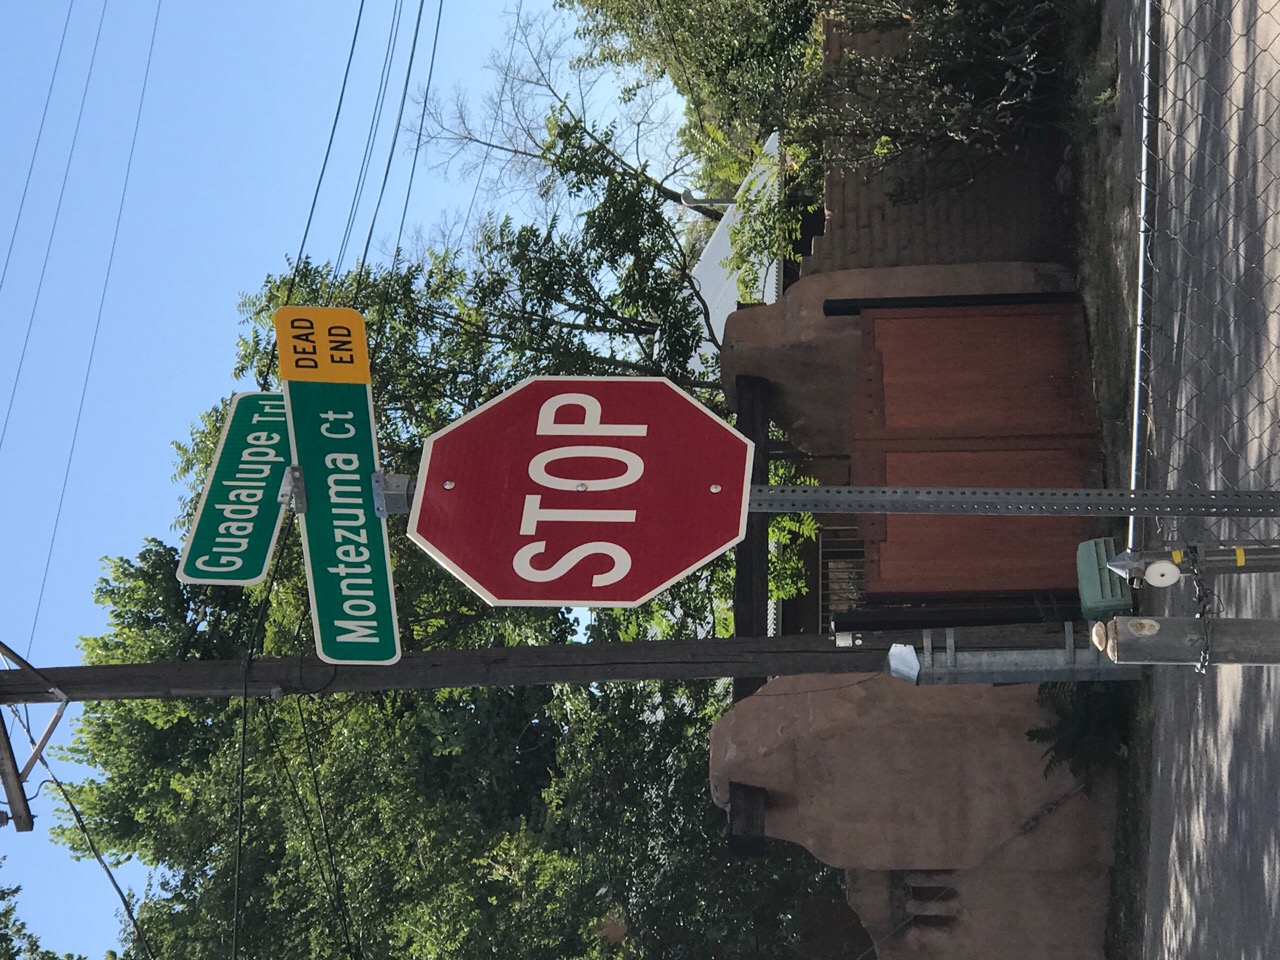 Guadalupe Trl
Montezuma Ct
DEAD
END
STOP